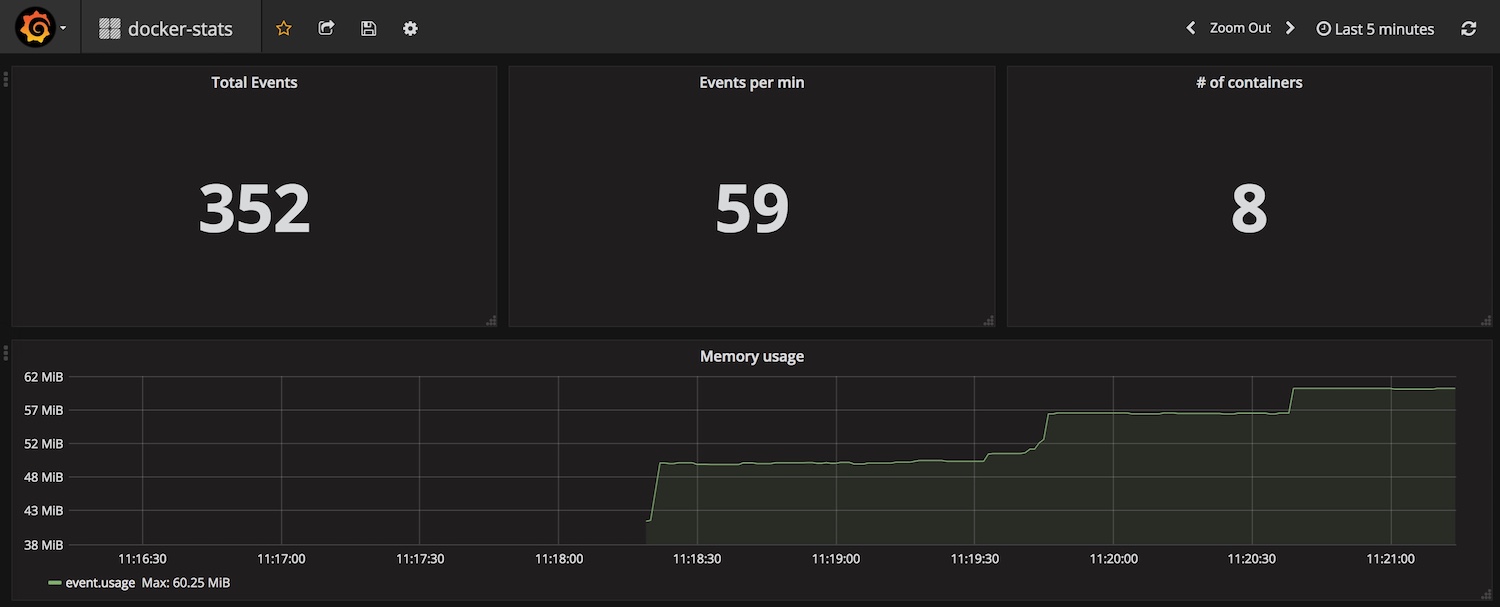 docker-stats Zoom Out Last 5 minutes
Total Events Events per min # of containers
352 59 8
Memory usage
62 MiB
57 MiB
52 MiB
48 MiB
43 MiB
38 MiB
11:16:30 11:17:00 11:17:30 11:18:00 11:18:30 11:19:00 11:19:30 11:20:00 11:20:30 11:21:00
event.usage Max: 60.25 MiB